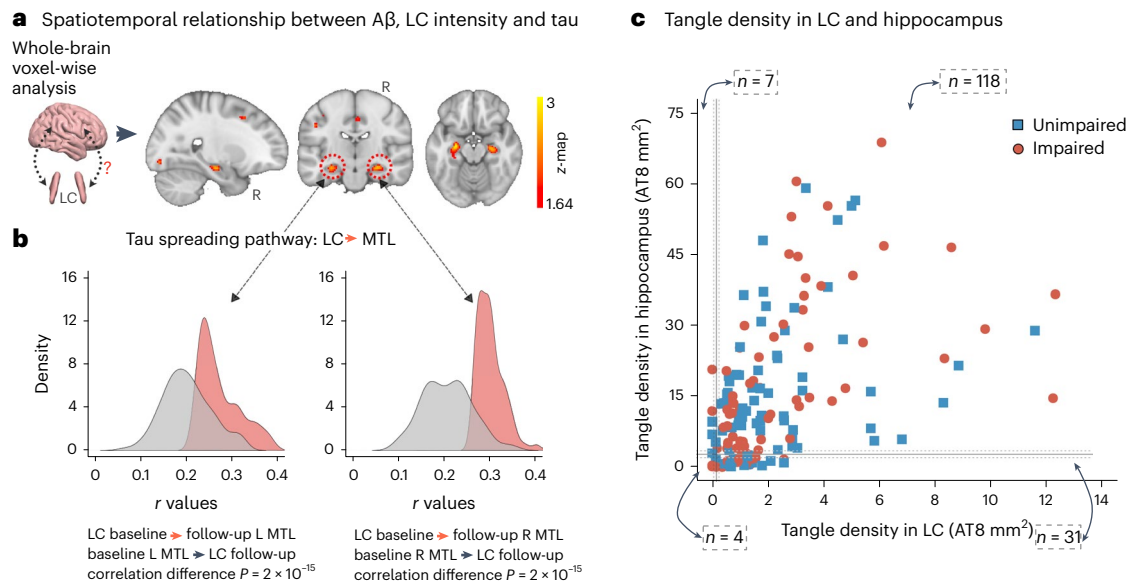 a Spatiotemporal relationship between Aβ, LC intensity and tau
Whole-brain
voxel-wise
analysis
?
LC
R
R
3
z-map
1.64
b
Tau spreading pathway: LC → MTL
Density
16
12
8
4
0
0 0.1 0.2 0.3 0.4
r values
LC baseline → follow-up L MTL
baseline L MTL → LC follow-up
correlation difference P = 2 × 10⁻¹⁵
16
12
8
4
0
0 0.1 0.2 0.3 0.4
r values
LC baseline → follow-up R MTL
baseline R MTL → LC follow-up
correlation difference P = 2 × 10⁻¹⁵
c Tangle density in LC and hippocampus
n = 7
n = 118
Unimpaired
Impaired
Tangle density in hippocampus (AT8 mm²)
75
60
45
30
15
0
0 2 4 6 8 10 12 14
Tangle density in LC (AT8 mm²)
n = 4
n = 31